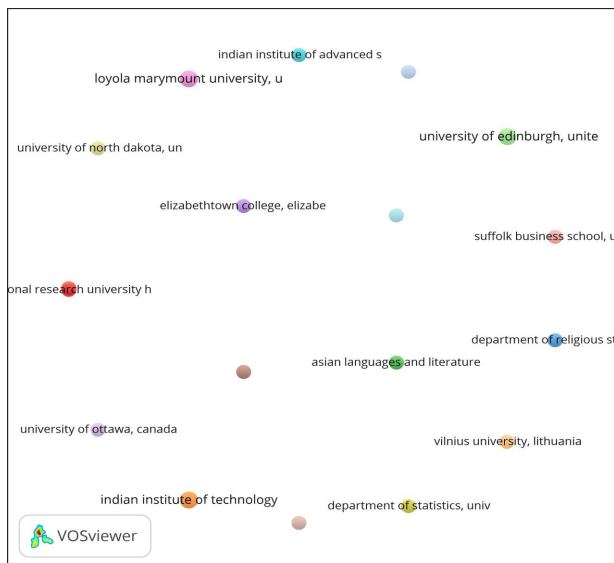 indian institute of advanced s
loyola marymount university, u
university of edinburgh, unite
university of north dakota, un
elizabethtown college, elizabe
suffolk business school, u
onal research university h
department of religious st
asian languages and literature
university of ottawa, canada
vilnius university, lithuania
indian institute of technology
department of statistics, univ
VOSviewer